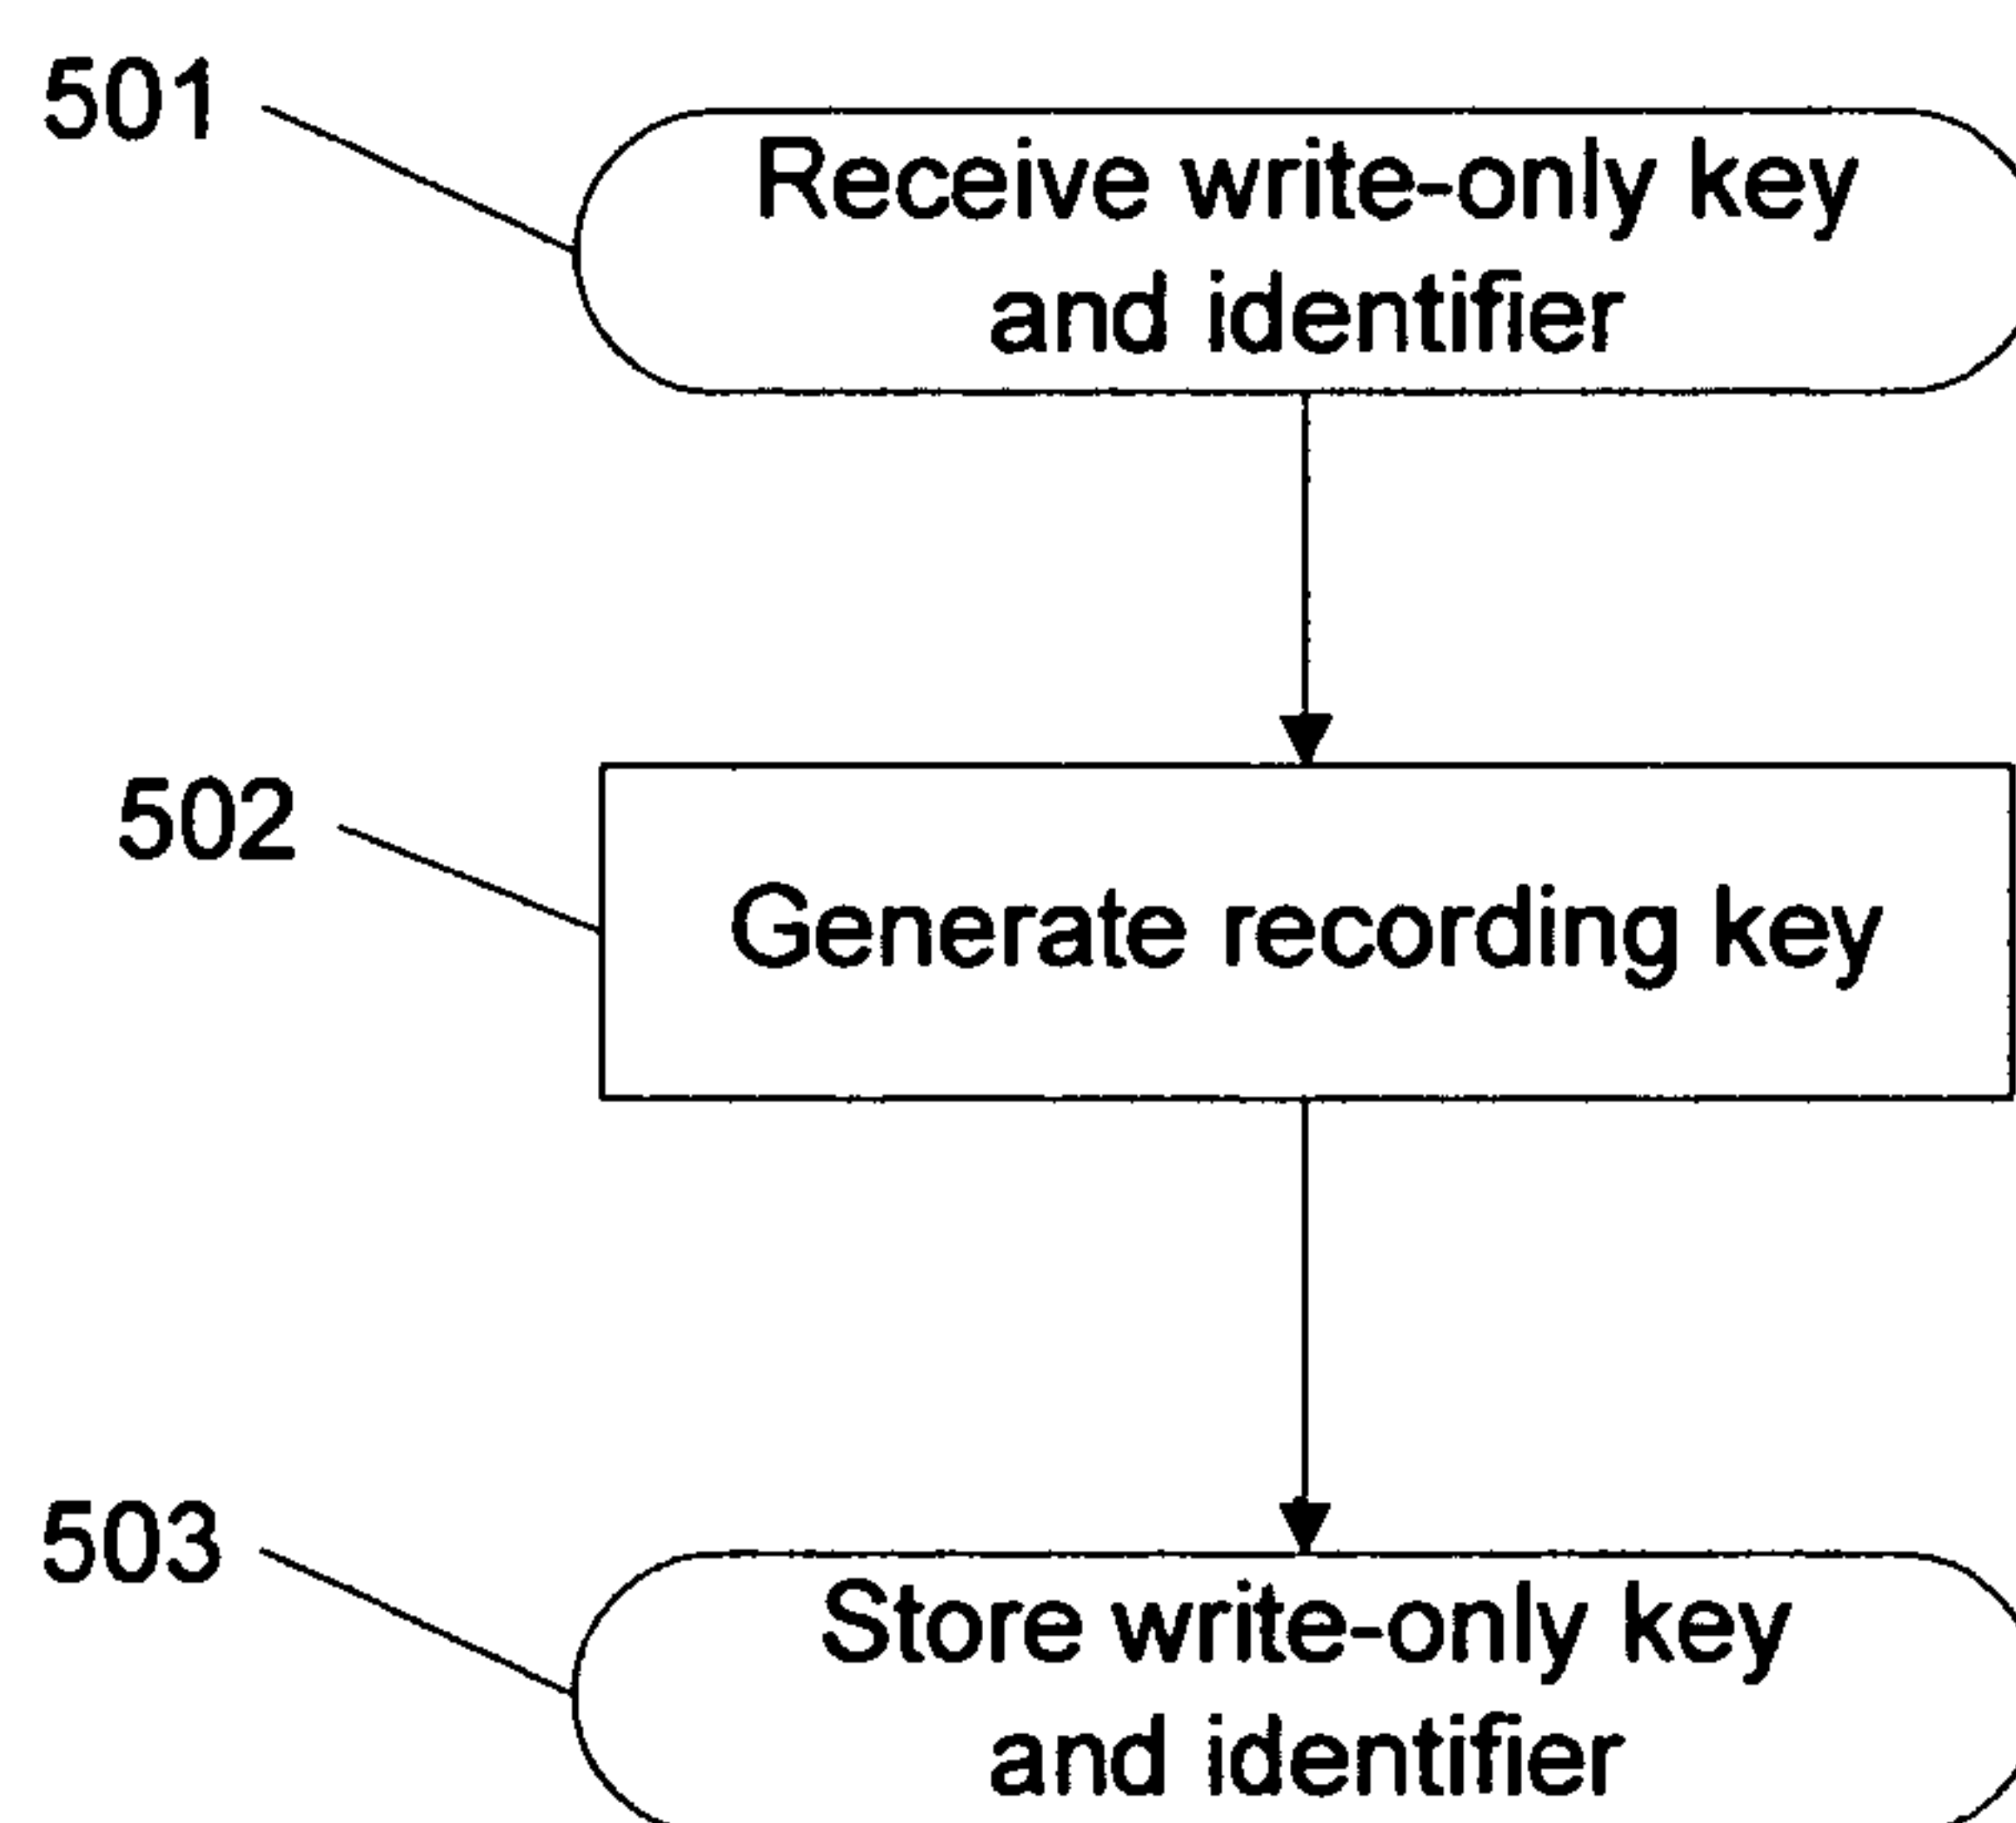 501
Receive write-only key
and identifier
502
Generate recording key
503
Store write-only key
and identifier